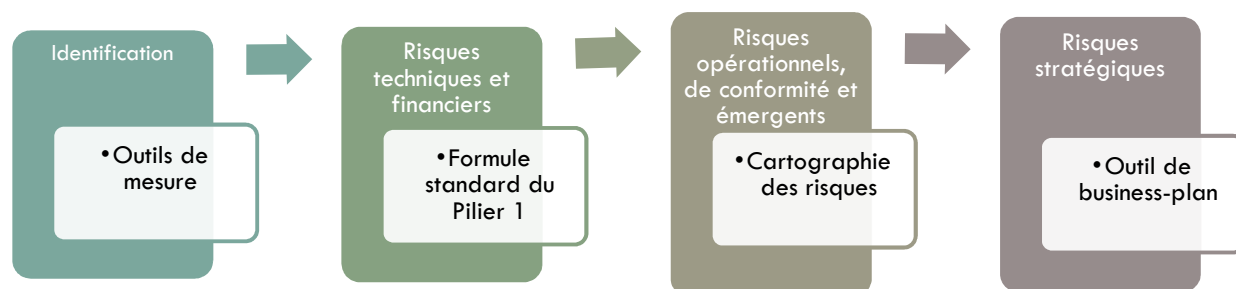 Identification
•Outils de
mesure
Risques
techniques et
financiers
•Formule
standard du
Pilier 1
Risques
opérationnels,
de conformité et
émergents
•Cartographie
des risques
Risques
stratégiques
•Outil de
business-plan